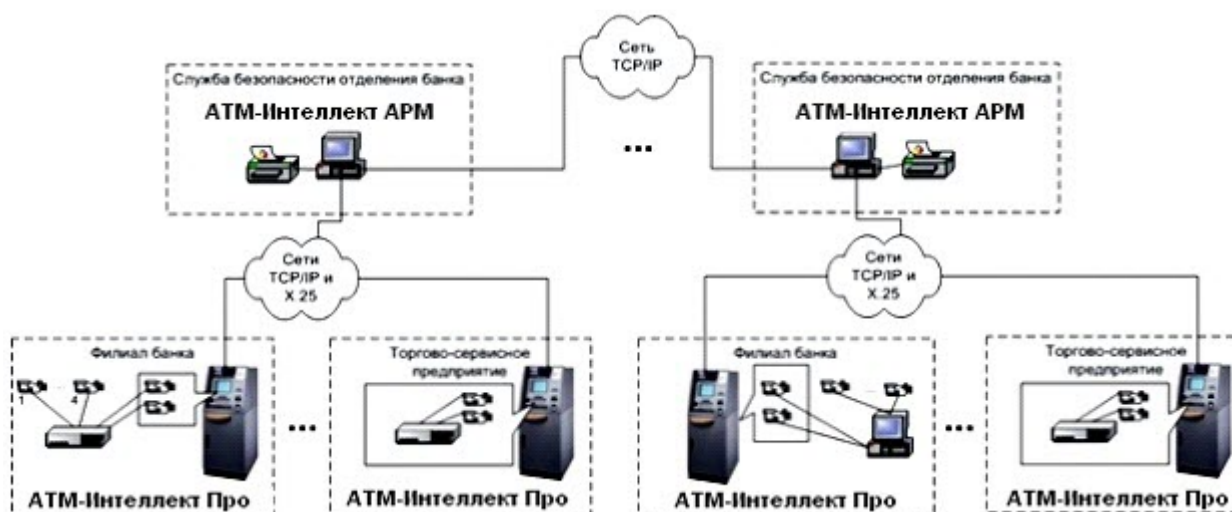 Сеть
TCP/IP
Служба безопасности отделения банка
АТМ-Интеллект АРМ
...
Служба безопасности отделения банка
АТМ-Интеллект АРМ
Сети
TCP/IP и
X.25
Сети
TCP/IP и
X.25
Филиал банка
1
...
4
АТМ-Интеллект Про
...
Торгово-сервисное
предприятие
АТМ-Интеллект Про
Филиал банка
...
АТМ-Интеллект Про
...
Торгово-сервисное
предприятие
АТМ-Интеллект Про